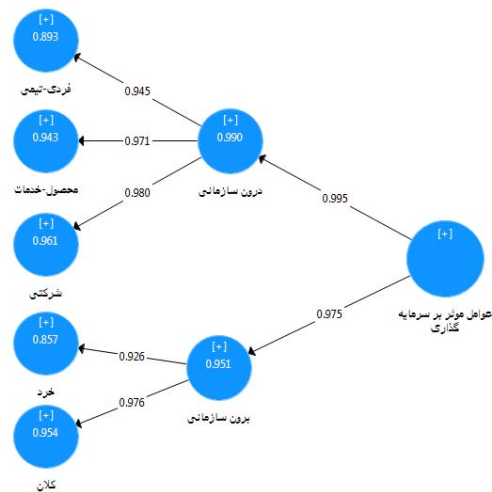 [+]
0.893
فردی-تیمی
0.945
[+]
0.943
محصول-خدمات
0.971
[+]
0.990
درون سازمانی
0.980
[+]
0.961
شرکتی
0.995
[+]
عوامل موثر بر سرمایه
گذاری
0.975
[+]
0.857
خرد
0.926
[+]
0.951
برون سازمانی
0.976
[+]
0.954
کلان